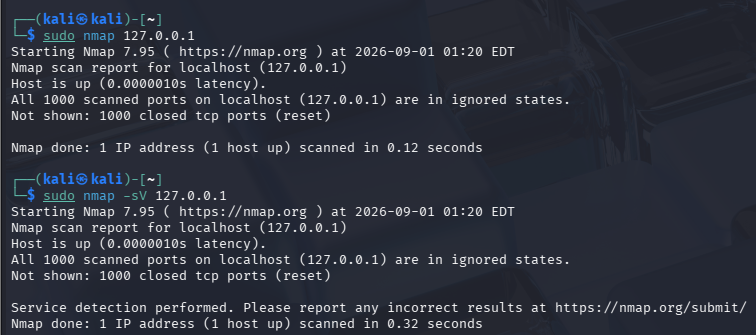 ┌──(kali㉿kali)-[~]
└─$ sudo nmap 127.0.0.1
Starting Nmap 7.95 ( https://nmap.org ) at 2026-09-01 01:20 EDT
Nmap scan report for localhost (127.0.0.1)
Host is up (0.0000010s latency).
All 1000 scanned ports on localhost (127.0.0.1) are in ignored states.
Not shown: 1000 closed tcp ports (reset)
Nmap done: 1 IP address (1 host up) scanned in 0.12 seconds
┌──(kali㉿kali)-[~]
└─$ sudo nmap -sV 127.0.0.1
Starting Nmap 7.95 ( https://nmap.org ) at 2026-09-01 01:20 EDT
Nmap scan report for localhost (127.0.0.1)
Host is up (0.0000010s latency).
All 1000 scanned ports on localhost (127.0.0.1) are in ignored states.
Not shown: 1000 closed tcp ports (reset)
Service detection performed. Please report any incorrect results at https://nmap.org/submit/
Nmap done: 1 IP address (1 host up) scanned in 0.32 seconds